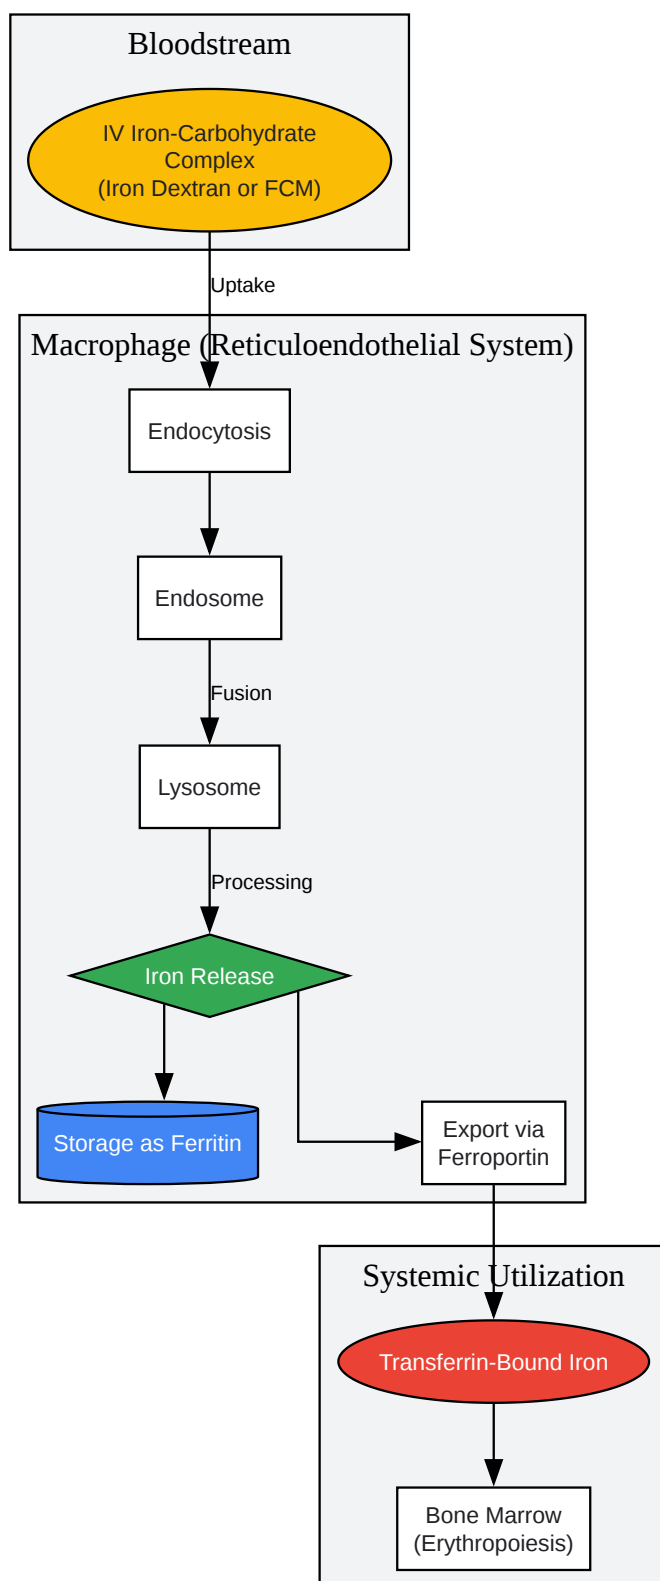 Bloodstream
IV Iron-Carbohydrate
Complex
(Iron Dextran or FCM)
Uptake
Macrophage (Reticuloendothelial System)
Endocytosis
Endosome
Fusion
Lysosome
Processing
Iron Release
Storage as Ferritin
Export via
Ferroportin
Systemic Utilization
Transferrin-Bound Iron
Bone Marrow
(Erythropoiesis)